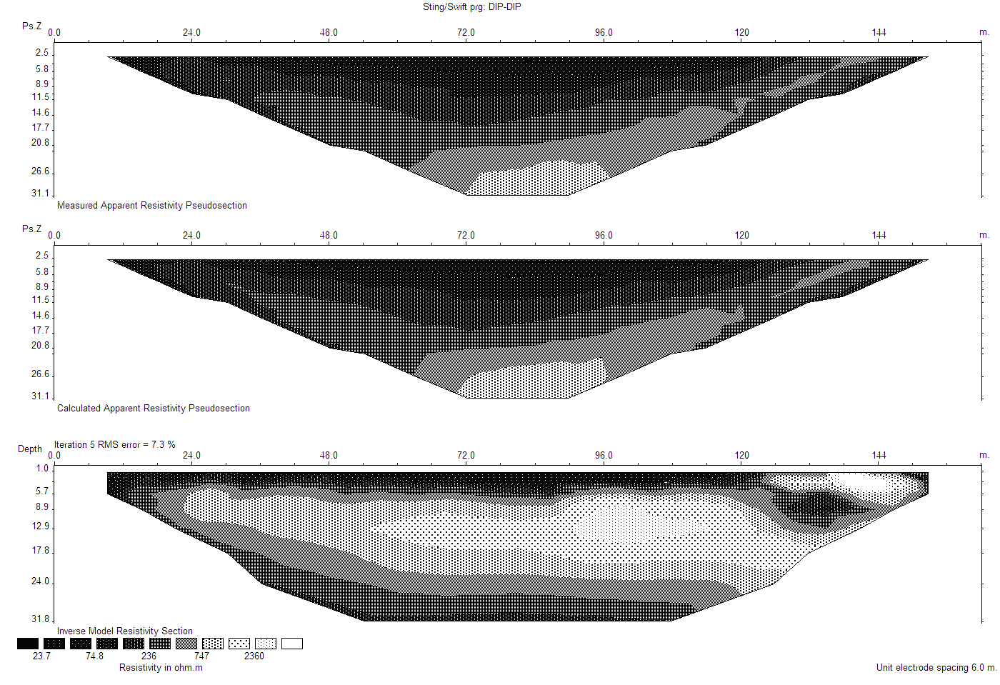 Sting/Swift prg: DIP-DIP
Ps.Z
0.0 24.0 48.0 72.0 96.0 120 144 m.
2.5
5.8
8.9
11.5
14.6
17.7
20.8
26.6
31.1
Measured Apparent Resistivity Pseudosection
Ps.Z
0.0 24.0 48.0 72.0 96.0 120 144 m.
2.5
5.8
8.9
11.5
14.6
17.7
20.8
26.6
31.1
Calculated Apparent Resistivity Pseudosection
Iteration 5 RMS error = 7.3 %
Depth
0.0 24.0 48.0 72.0 96.0 120 144 m.
1.0
5.7
8.9
12.9
17.8
24.0
31.8
Inverse Model Resistivity Section
23.7 74.8 236 747 2360
Resistivity in ohm.m
Unit electrode spacing 6.0 m.